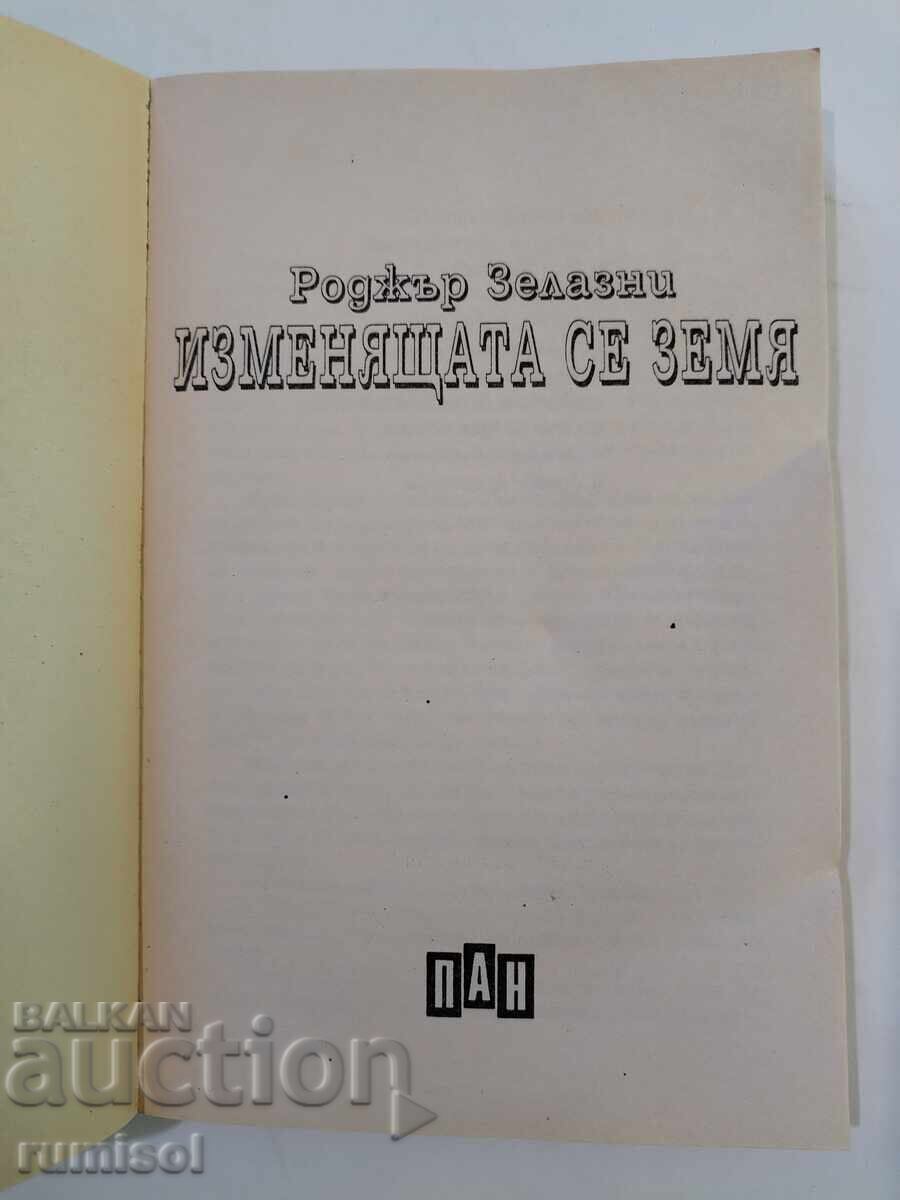 Роджър Зелазни
ИЗМЕНЯЩАТА СЕ ЗЕМЯ
ПАН
BALKAN
auction
rumisol